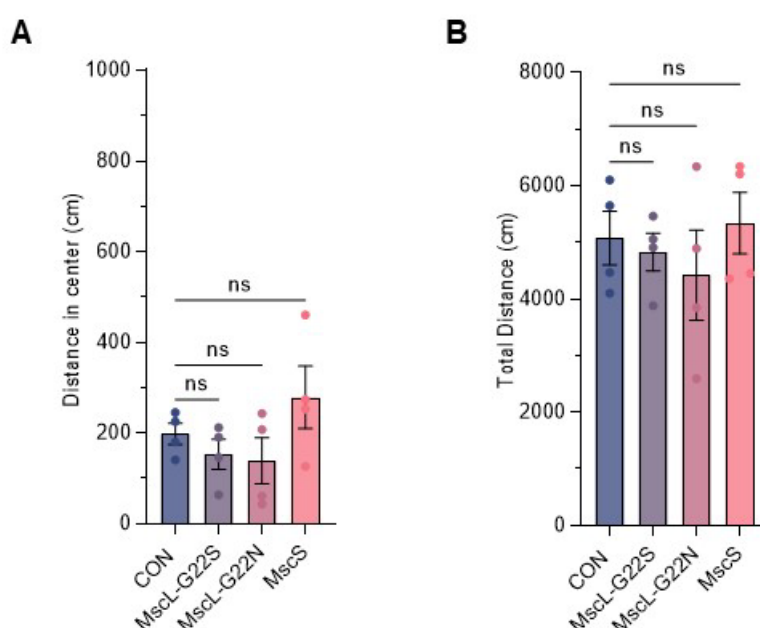 A
Distance in center (cm)
1000
800
600
400
200
0
ns
ns
ns
CON
MscL-G22S
MscL-G22N
MscS
B
Total Distance (cm)
8000
6000
4000
2000
0
ns
ns
ns
CON
MscL-G22S
MscL-G22N
MscS